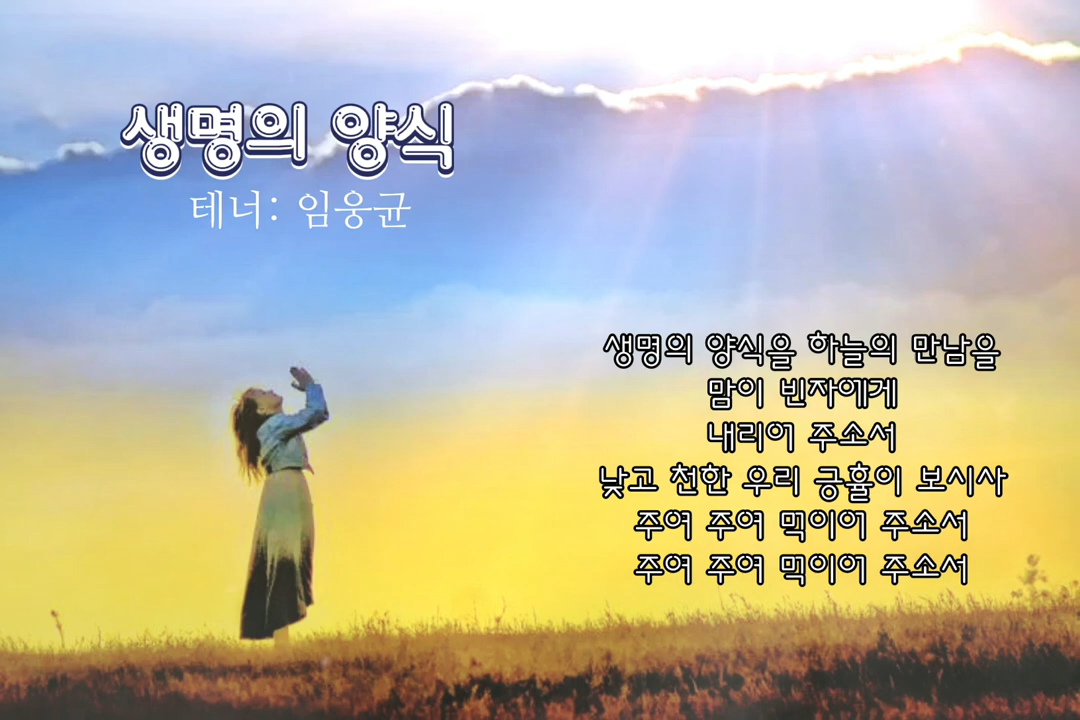 생명의 양식
테너: 임웅균
생명의 양식을 하늘의 만남을
맘이 빈자에게
내리어 주소서
낮고 천한 우리 긍휼이 보시사
주여 주여 먹이어 주소서
주여 주여 먹이어 주소서